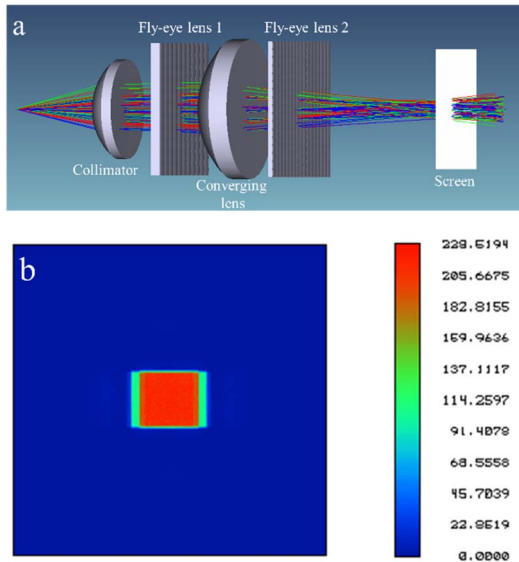 a
Fly-eye lens 1
Fly-eye lens 2
Collimator
Converging
lens
Screen
b
228.5194
205.6675
182.8155
159.9636
137.1117
114.2597
91.4078
68.5558
45.7039
22.8519
0.0000